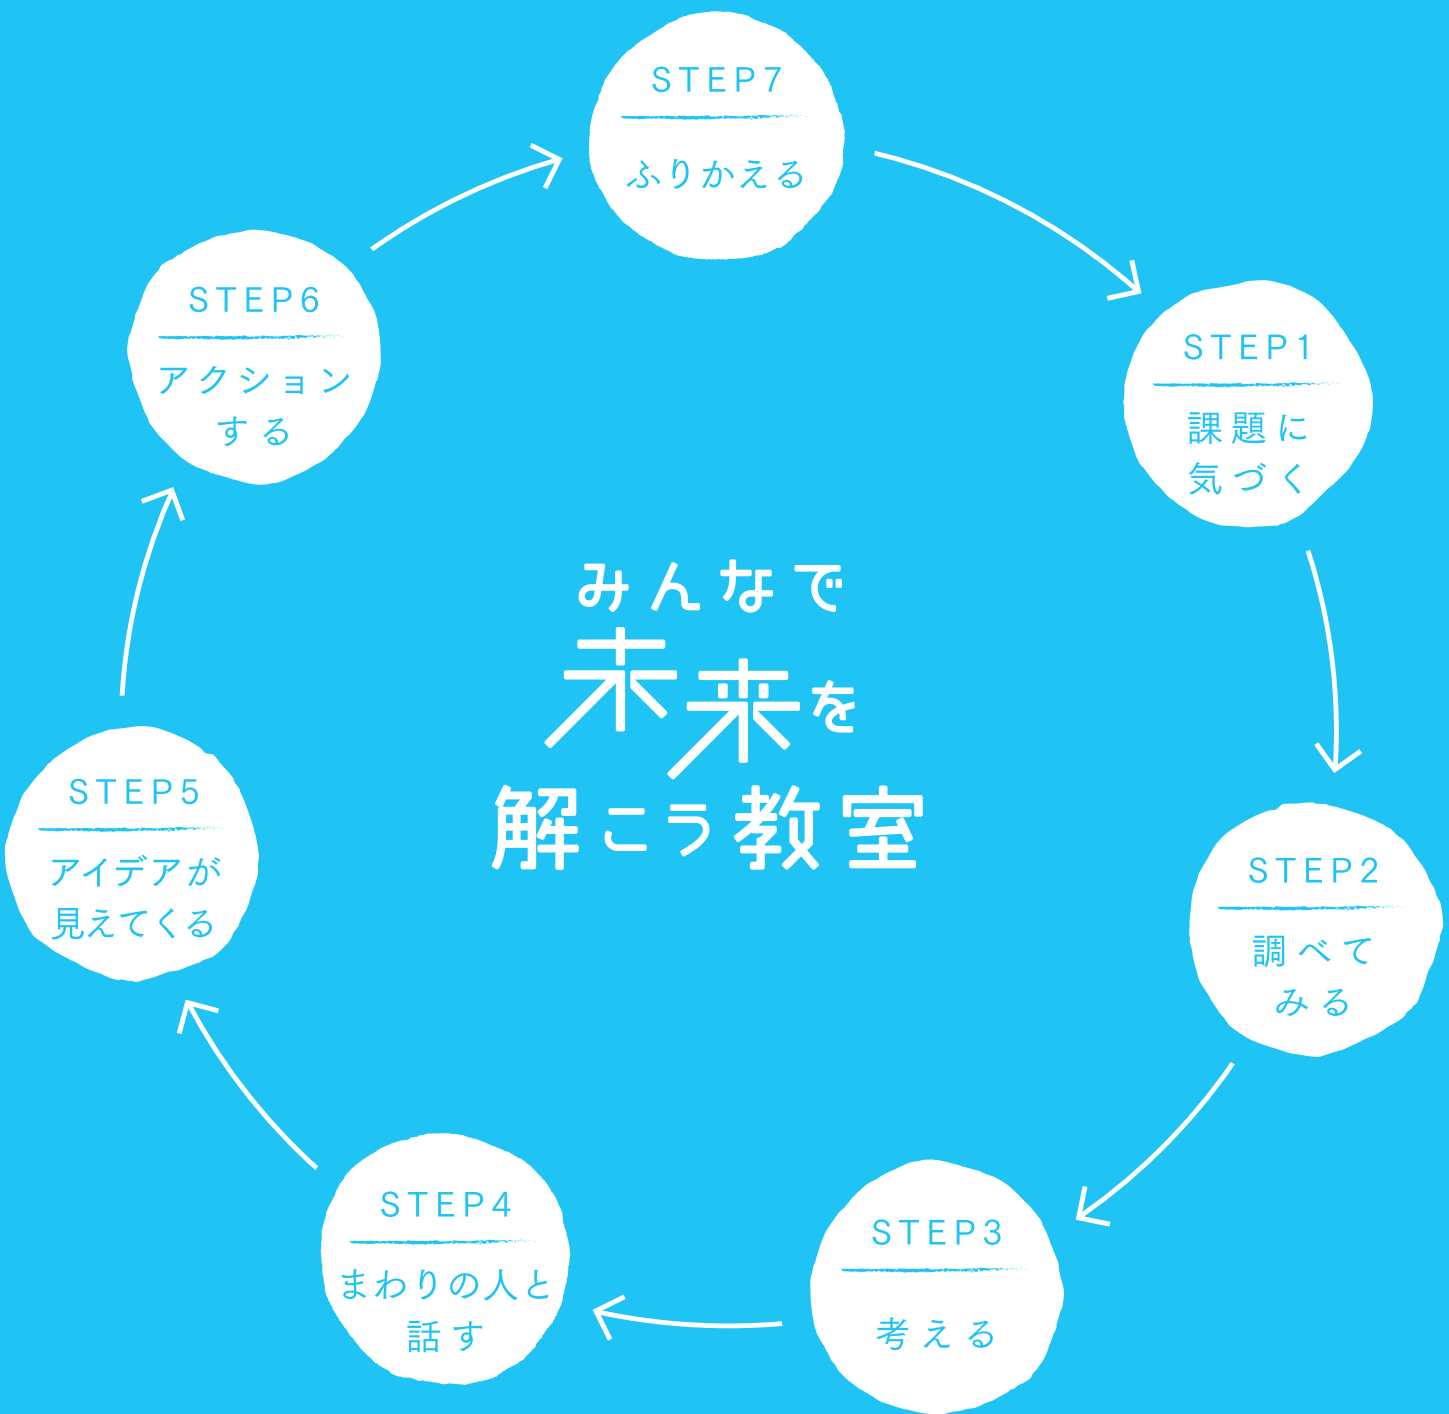 STEP7
ふりかえる
STEP1
課題に
気づく
STEP2
調べて
みる
STEP3
考える
STEP4
まわりの人と
話す
STEP5
アイデアが
見えてくる
STEP6
アクション
する
みんなで
未来を
解こう教室